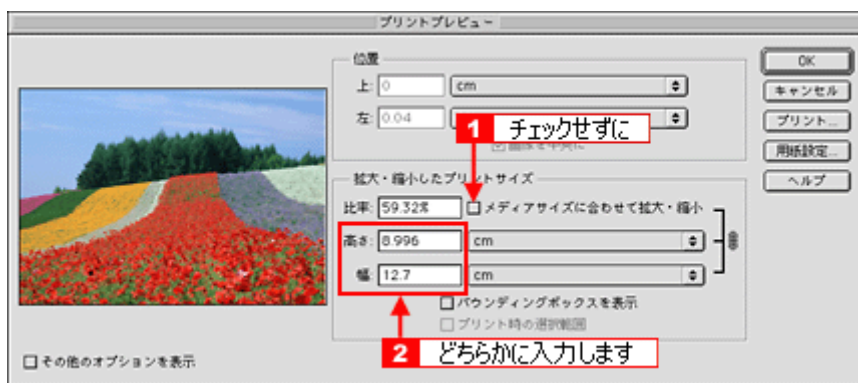 プリントプレビュー
位置
上: 0 cm
左: 0.04
画像を中央に
1 チェックせずに
拡大・縮小したプリントサイズ
比率: 59.32% メディアサイズに合わせて拡大・縮小
高さ: 8.996 cm
幅: 12.7 cm
バウンディングボックスを表示
プリント時の選択範囲
2 どちらかに入力します
その他のオプションを表示
OK
キャンセル
プリント...
用紙設定...
ヘルプ